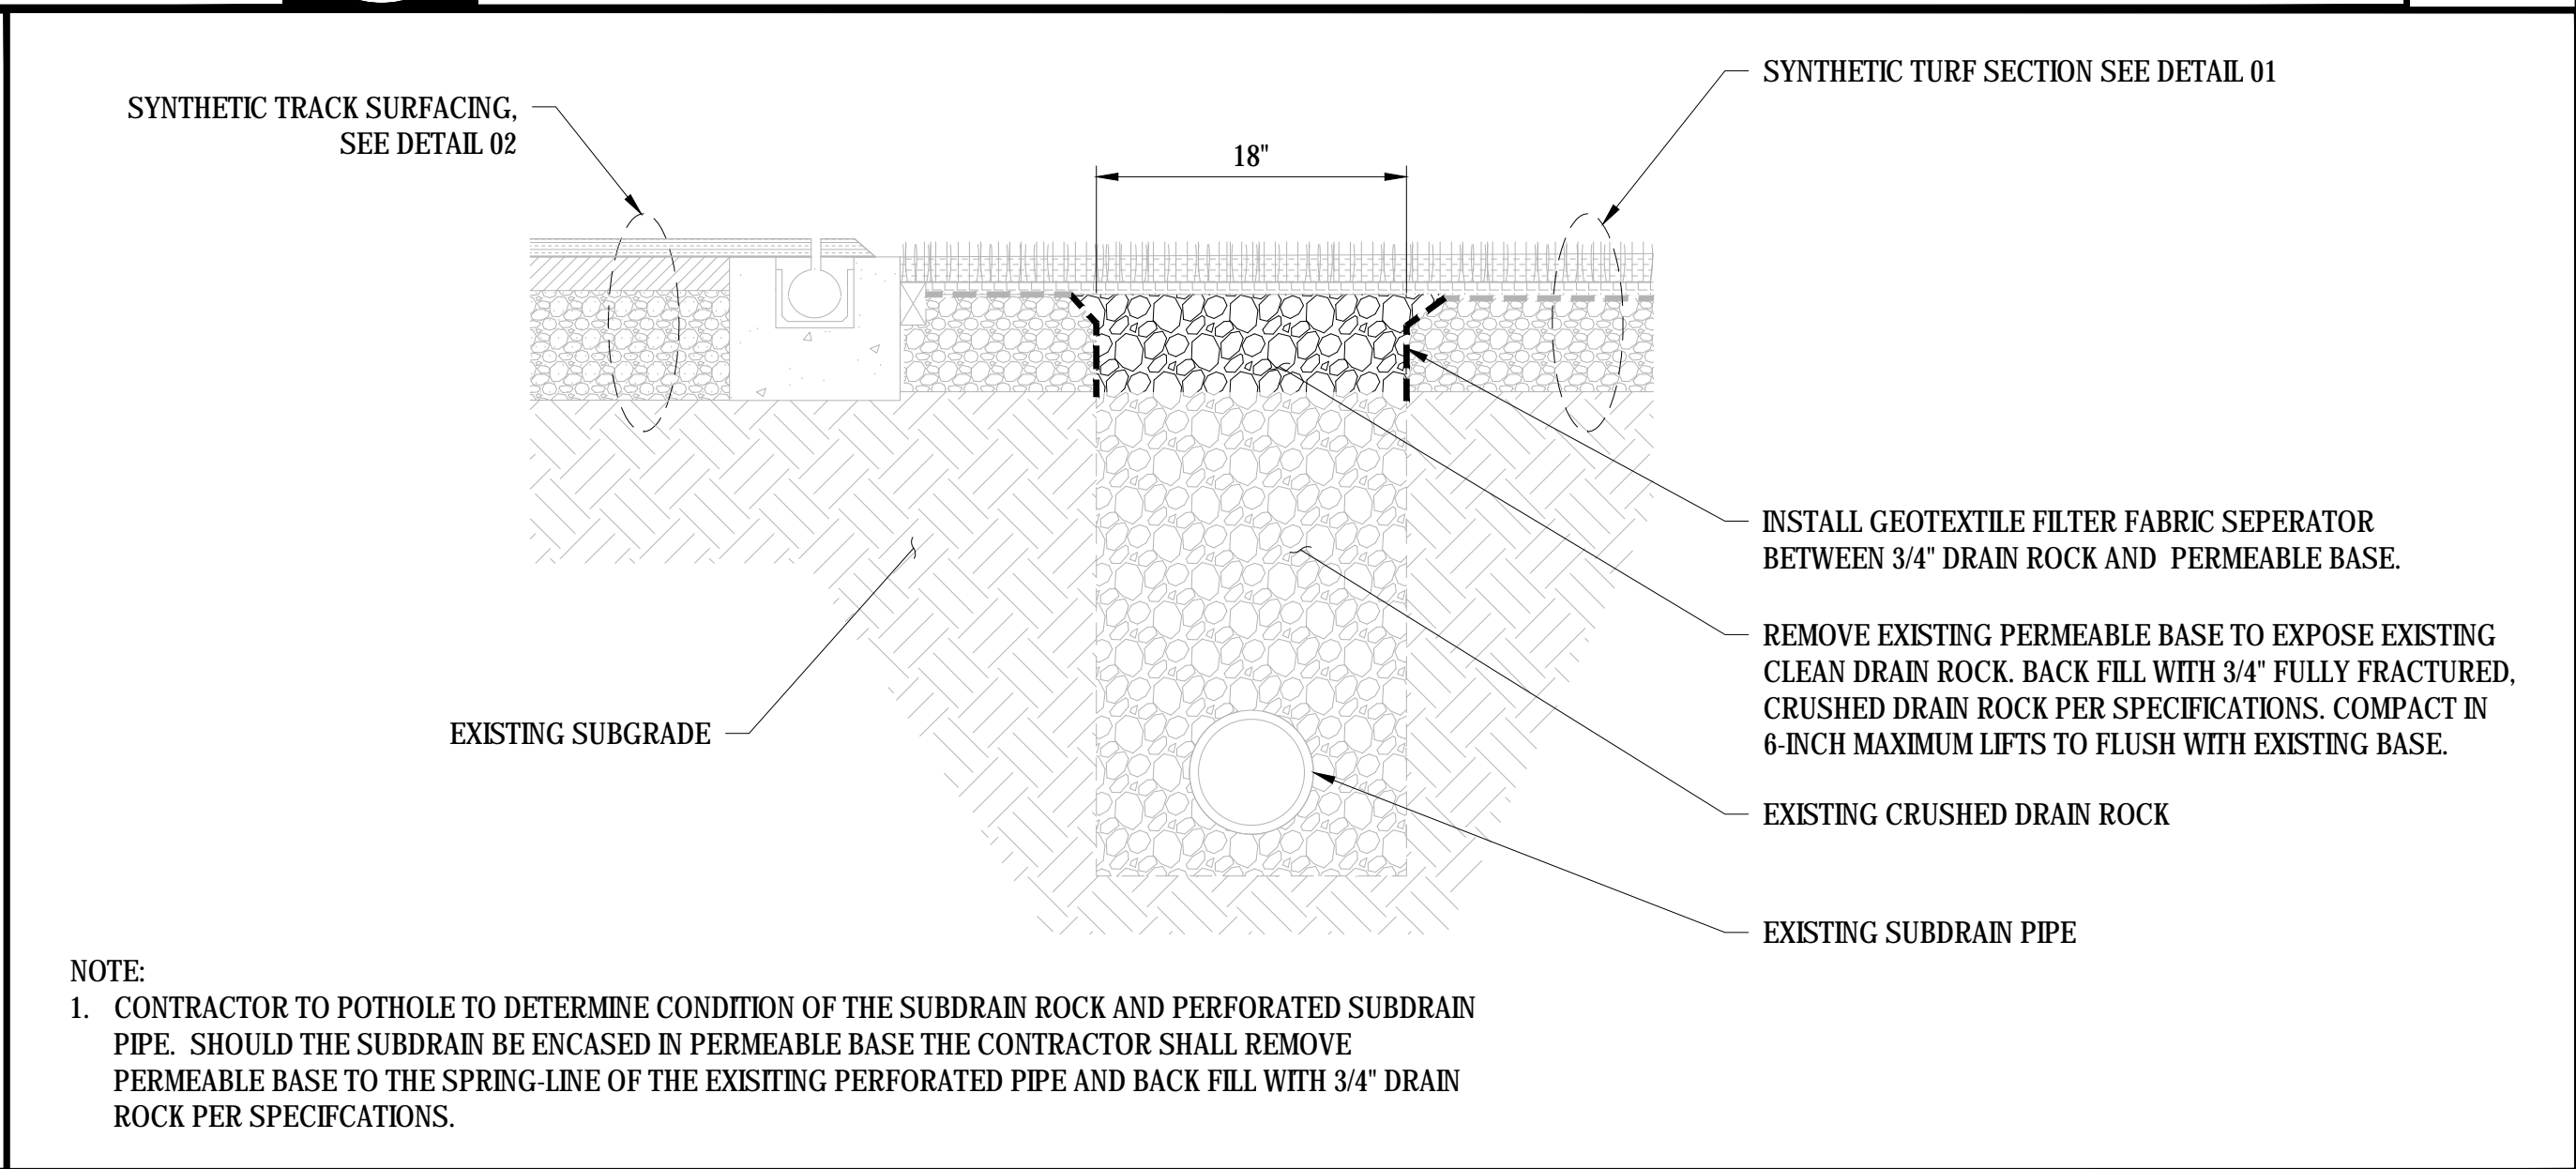 SYNTHETIC TRACK SURFACING,
SEE DETAIL 02
18"
SYNTHETIC TURF SECTION SEE DETAIL 01
INSTALL GEOTEXTILE FILTER FABRIC SEPERATOR
BETWEEN 3/4" DRAIN ROCK AND PERMEABLE BASE.
REMOVE EXISTING PERMEABLE BASE TO EXPOSE EXISTING
CLEAN DRAIN ROCK. BACK FILL WITH 3/4" FULLY FRACTURED,
CRUSHED DRAIN ROCK PER SPECIFICATIONS. COMPACT IN
6-INCH MAXIMUM LIFTS TO FLUSH WITH EXISTING BASE.
EXISTING SUBGRADE
EXISTING CRUSHED DRAIN ROCK
EXISTING SUBDRAIN PIPE
NOTE:
1. CONTRACTOR TO POTHOLE TO DETERMINE CONDITION OF THE SUBDRAIN ROCK AND PERFORATED SUBDRAIN
PIPE. SHOULD THE SUBDRAIN BE ENCASED IN PERMEABLE BASE THE CONTRACTOR SHALL REMOVE
PERMEABLE BASE TO THE SPRING-LINE OF THE EXISITING PERFORATED PIPE AND BACK FILL WITH 3/4" DRAIN
ROCK PER SPECIFCATIONS.